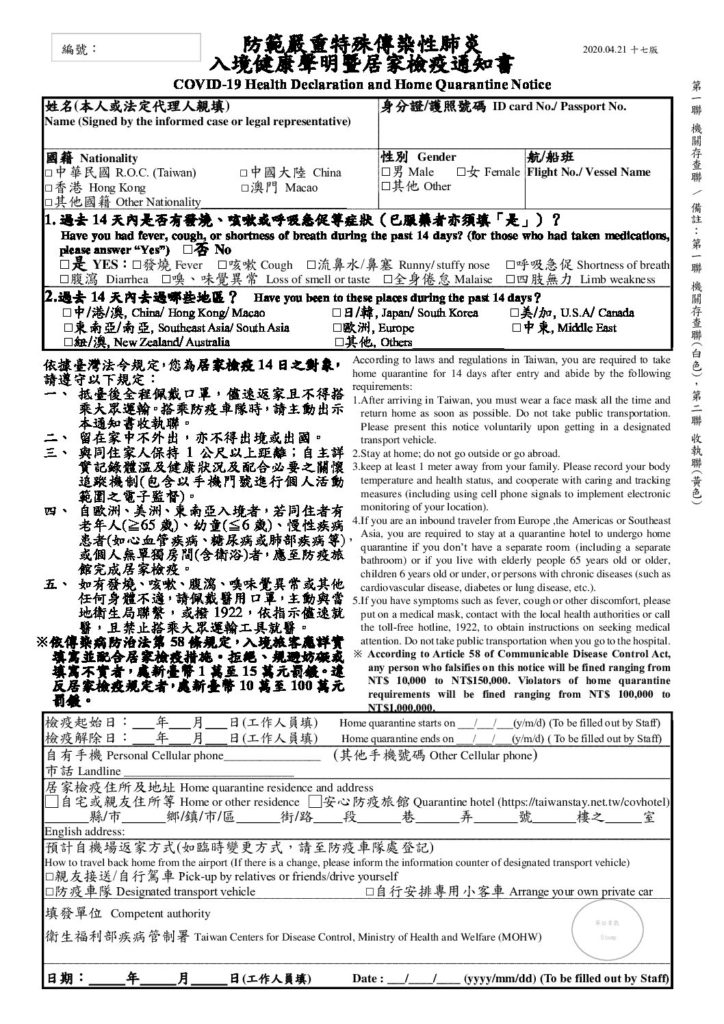 編號：
防範嚴重特殊傳染性肺炎
入境健康聲明暨居家檢疫通知書
2020.04.21 十七版
COVID-19 Health Declaration and Home Quarantine Notice
姓名(本人或法定代理人親填)
Name (Signed by the informed case or legal representative)
身分證/護照號碼 ID card No./ Passport No.
國籍 Nationality
□中華民國 R.O.C. (Taiwan) □中國大陸 China
□香港 Hong Kong □澳門 Macao
□其他國籍 Other Nationality
性別 Gender
□男 Male □女 Female
□其他 Other
航/船班
Flight No./ Vessel Name
1. 過去 14 天內是否有發燒、咳嗽或呼吸急促等症狀（已服藥者亦須填「是」）？
Have you had fever, cough, or shortness of breath during the past 14 days? (for those who had taken medications,
please answer “Yes”) □否 No
□是 YES：□發燒 Fever □咳嗽 Cough □流鼻水/鼻塞 Runny/ stuffy nose □呼吸急促 Shortness of breath
□腹瀉 Diarrhea □嗅、味覺異常 Loss of smell or taste □全身倦怠 Malaise □四肢無力 Limb weakness
2.過去 14 天內去過哪些地區？ Have you been to these places during the past 14 days？
□中/港/澳, China/ Hong Kong/ Macao □日/韓, Japan/ South Korea □美/加, U.S.A/ Canada
□東南亞/南亞, Southeast Asia/ South Asia □歐洲, Europe □中東, Middle East
□紐/澳, New Zealand/ Australia □其他, Others
依據臺灣法令規定，您為居家檢疫 14 日之對象，
請遵守以下規定：
一、 抵臺後全程佩戴口罩，儘速返家且不得搭
乘大眾運輸。搭乘防疫車隊時，請主動出示
本通知書收執聯。
二、 留在家中不外出，亦不得出境或出國。
三、 與同住家人保持 1 公尺以上距離；自主詳
實記錄體溫及健康狀況及配合必要之關懷
追蹤機制(包含以手機門號進行個人活動
範圍之電子監督)。
四、 自歐洲、美洲、東南亞入境者，若同住者有
老年人(≧65 歲)、幼童(≦6 歲)、慢性疾病
患者(如心血管疾病、糖尿病或肺部疾病等)，
或個人無單獨房間(含衛浴)者，應至防疫旅
館完成居家檢疫。
五、 如有發燒、咳嗽、腹瀉、嗅味覺異常或其他
任何身體不適，請佩戴醫用口罩，主動與當
地衛生局聯繫，或撥 1922，依指示儘速就
醫，且禁止搭乘大眾運輸工具就醫。
※依傳染病防治法第 58 條規定，入境旅客應詳實
填寫並配合居家檢疫措施。拒絕、規避妨礙或
填寫不實者，處新臺幣 1 萬至 15 萬元罰鍰。違
反居家檢疫規定者，處新臺幣 10 萬至 100 萬元
罰鍰。
According to laws and regulations in Taiwan, you are required to take
home quarantine for 14 days after entry and abide by the following
requirements:
1.After arriving in Taiwan, you must wear a face mask all the time and
return home as soon as possible. Do not take public transportation.
Please present this notice voluntarily upon getting in a designated
transport vehicle.
2.Stay at home; do not go outside or go abroad.
3.keep at least 1 meter away from your family. Please record your body
temperature and health status, and cooperate with caring and tracking
measures (including using cell phone signals to implement electronic
monitoring of your location).
4.If you are an inbound traveler from Europe ,the Americas or Southeast
Asia, you are required to stay at a quarantine hotel to undergo home
quarantine if you don’t have a separate room (including a separate
bathroom) or if you live with elderly people 65 years old or older,
children 6 years old or under, or persons with chronic diseases (such as
cardiovascular disease, diabetes or lung disease, etc.).
5.If you have symptoms such as fever, cough or other discomfort, please
put on a medical mask, contact with the local health authorities or call
the toll-free hotline, 1922, to obtain instructions on seeking medical
attention. Do not take public transportation when you go to the hospital.
※ According to Article 58 of Communicable Disease Control Act,
any person who falsifies on this notice will be fined ranging from
NT$ 10,000 to NT$150,000. Violators of home quarantine
requirements will be fined ranging from NT$ 100,000 to
NT$1,000,000.
檢疫起始日：___年___月___日(工作人員填) Home quarantine starts on ___/___/___(y/m/d) (To be filled out by Staff)
檢疫解除日：___年___月___日(工作人員填) Home quarantine ends on ___/___/___(y/m/d) ( To be filled out by Staff)
自有手機 Personal Cellular phone______________ (其他手機號碼 Other Cellular phone)
市話 Landline ______________
居家檢疫住所及地址 Home quarantine residence and address
□自宅或親友住所等 Home or other residence □安心防疫旅館 Quarantine hotel (https://taiwanstay.net.tw/covhotel)
_____縣/市_____鄉/鎮/市/區_____街/路___段____巷____弄____號____樓之____室
English address:
預計自機場返家方式(如臨時變更方式，請至防疫車隊處登記)
How to travel back home from the airport (If there is a change, please inform the information counter of designated transport vehicle)
□親友接送/自行駕車 Pick-up by relatives or friends/drive yourself
□防疫車隊 Designated transport vehicle □自行安排專用小客車 Arrange your own private car
填發單位 Competent authority
衛生福利部疾病管制署 Taiwan Centers for Disease Control, Ministry of Health and Welfare (MOHW)
Stamp
日期：_____年_____月_____日(工作人員填) Date : ___/____/____ (yyyy/mm/dd) (To be filled out by Staff)
第一聯 機關存查聯／備註：第一聯 機關存查聯(白色)，第二聯 收執聯(黃色)